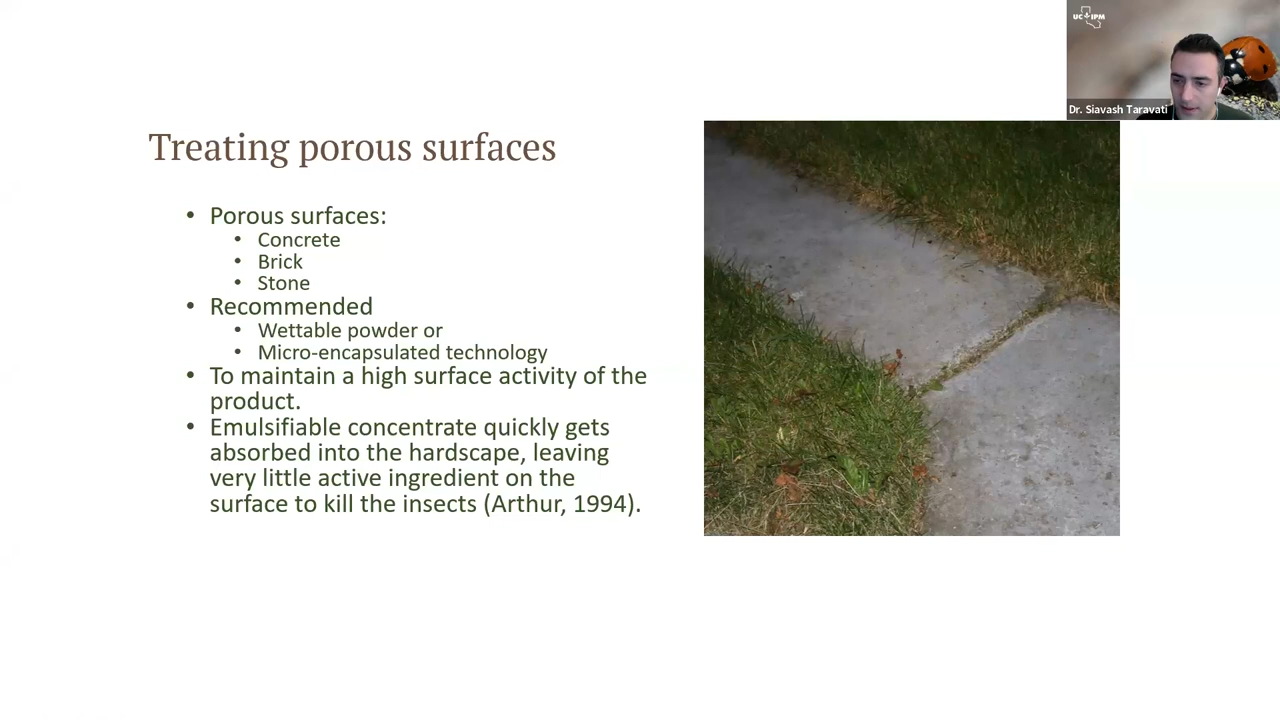 UC IPM
Dr. Siavash Taravati
Treating porous surfaces
• Porous surfaces:
• Concrete
• Brick
• Stone
• Recommended
• Wettable powder or
• Micro-encapsulated technology
• To maintain a high surface activity of the
product.
• Emulsifiable concentrate quickly gets
absorbed into the hardscape, leaving
very little active ingredient on the
surface to kill the insects (Arthur, 1994).